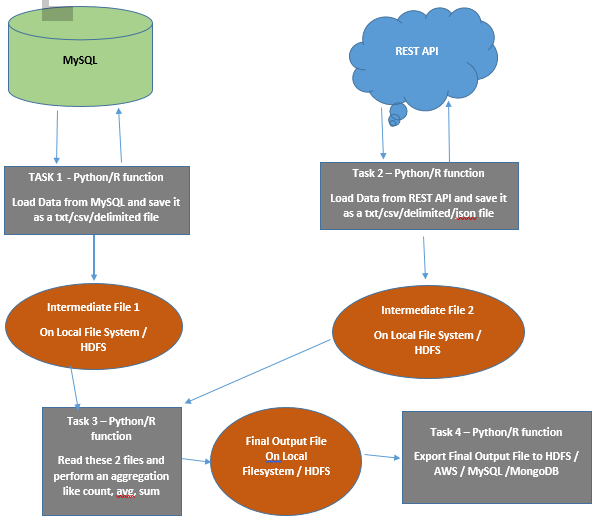 MySQL
REST API
TASK 1 - Python/R function
Load Data from MySQL and save it
as a txt/csv/delimited file
Task 2 – Python/R function
Load Data from REST API and save it
as a txt/csv/delimited/json file
Intermediate File 1
On Local File System /
HDFS
Intermediate File 2
On Local File System /
HDFS
Task 3 – Python/R
function
Read these 2 files and
perform an aggregation
like count, avg, sum
Final Output File
On Local
Filesystem / HDFS
Task 4 – Python/R function
Export Final Output File to HDFS /
AWS / MySQL /MongoDB